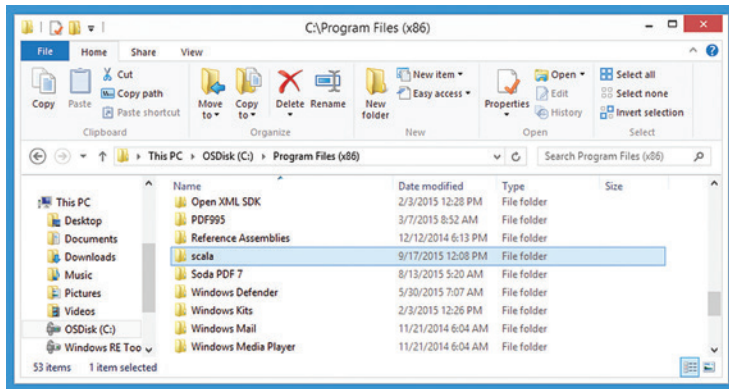 C:\Program Files (x86)
File Home Share View
Copy
Paste
Cut
Copy path
Paste shortcut
Clipboard
Move to
Copy to
Delete
Rename
Organize
New folder
New item
Easy access
New
Properties
Open
Edit
History
Open
Select all
Select none
Invert selection
Select
This PC OSDisk (C:) Program Files (x86)
Search Program Files (x86)
This PC
Desktop
Documents
Downloads
Music
Pictures
Videos
OSDisk (C:)
Windows RE Too
Name Date modified Type Size
Open XML SDK 2/3/2015 12:28 PM File folder
PDF995 3/7/2015 8:52 AM File folder
Reference Assemblies 12/12/2014 6:13 PM File folder
scala 9/17/2015 12:08 PM File folder
Soda PDF 7 8/13/2015 5:20 AM File folder
Windows Defender 5/30/2015 7:07 AM File folder
Windows Kits 2/3/2015 12:26 PM File folder
Windows Mail 11/21/2014 6:04 AM File folder
Windows Media Player 11/21/2014 6:04 AM File folder
53 items 1 item selected